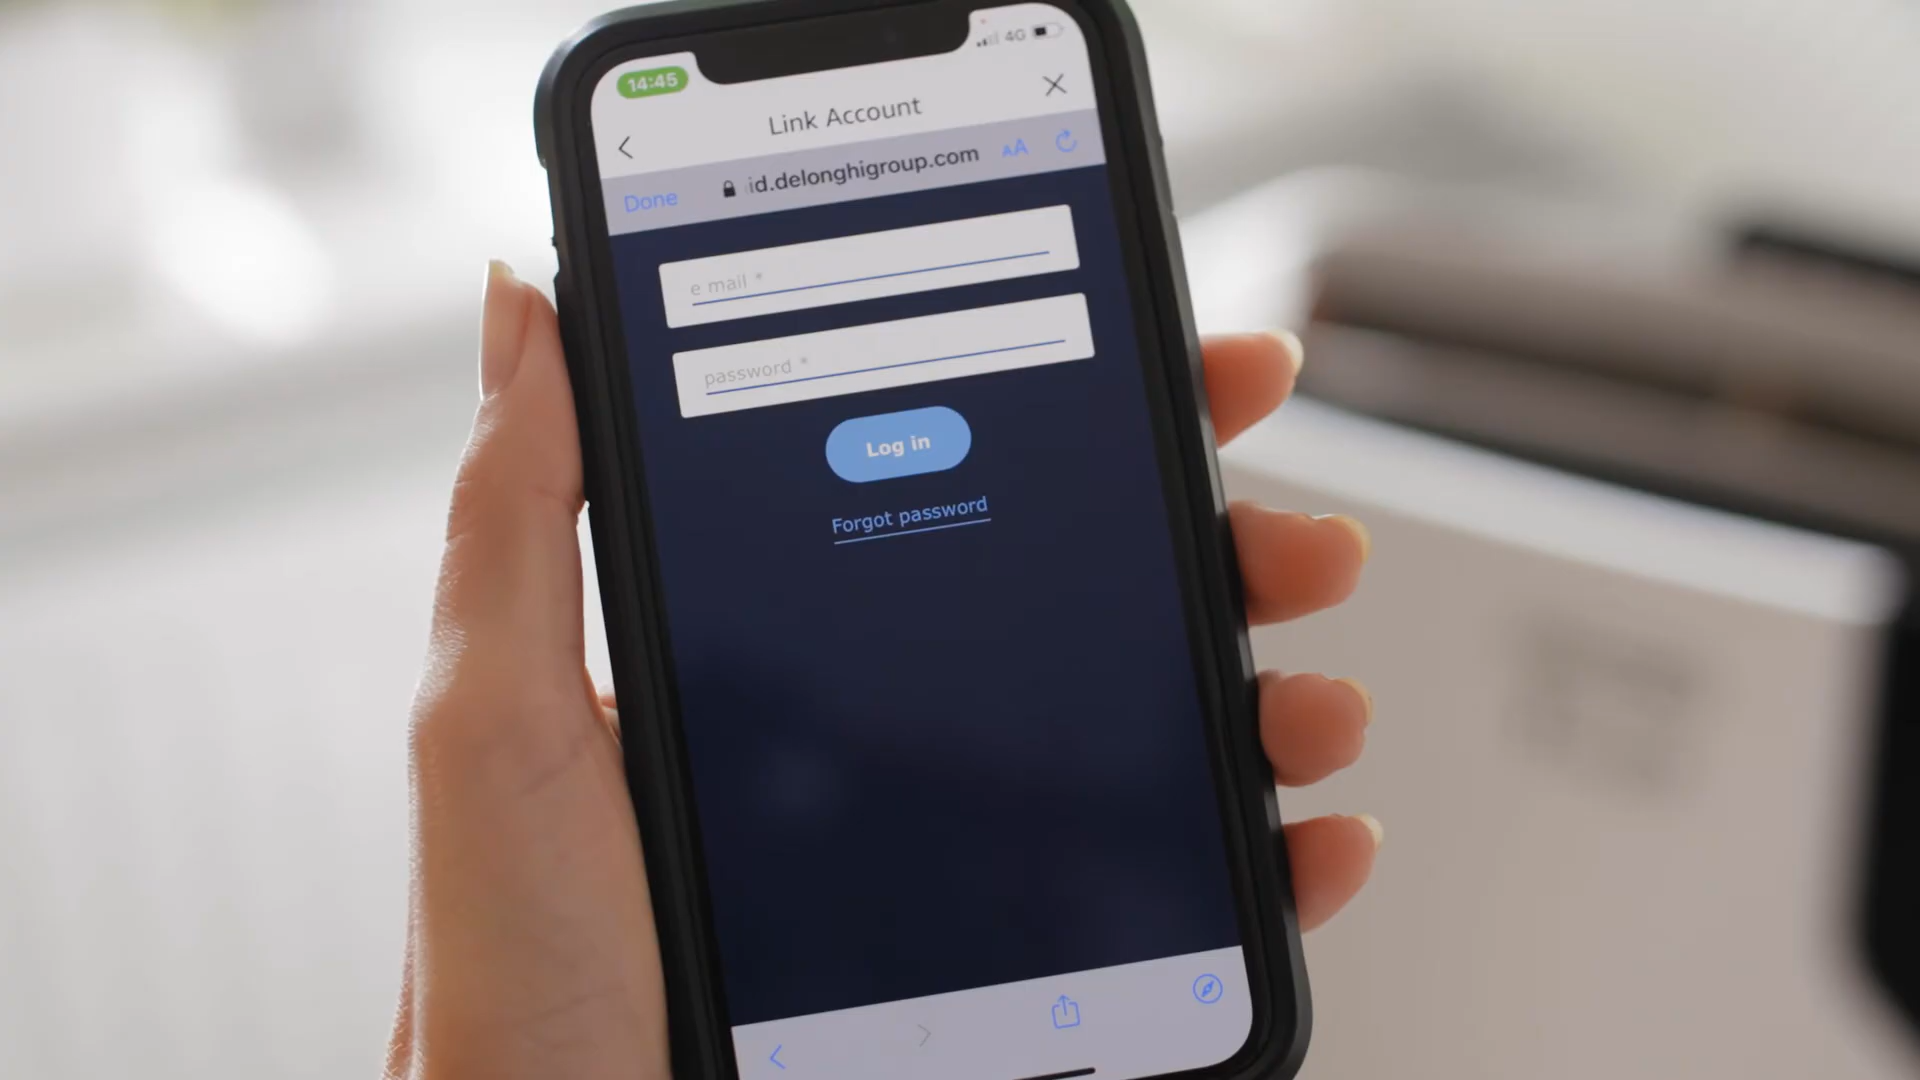 14:45
4G
Link Account
Done
id.delonghigroup.com
AA
e mail *
password *
Log in
Forgot password